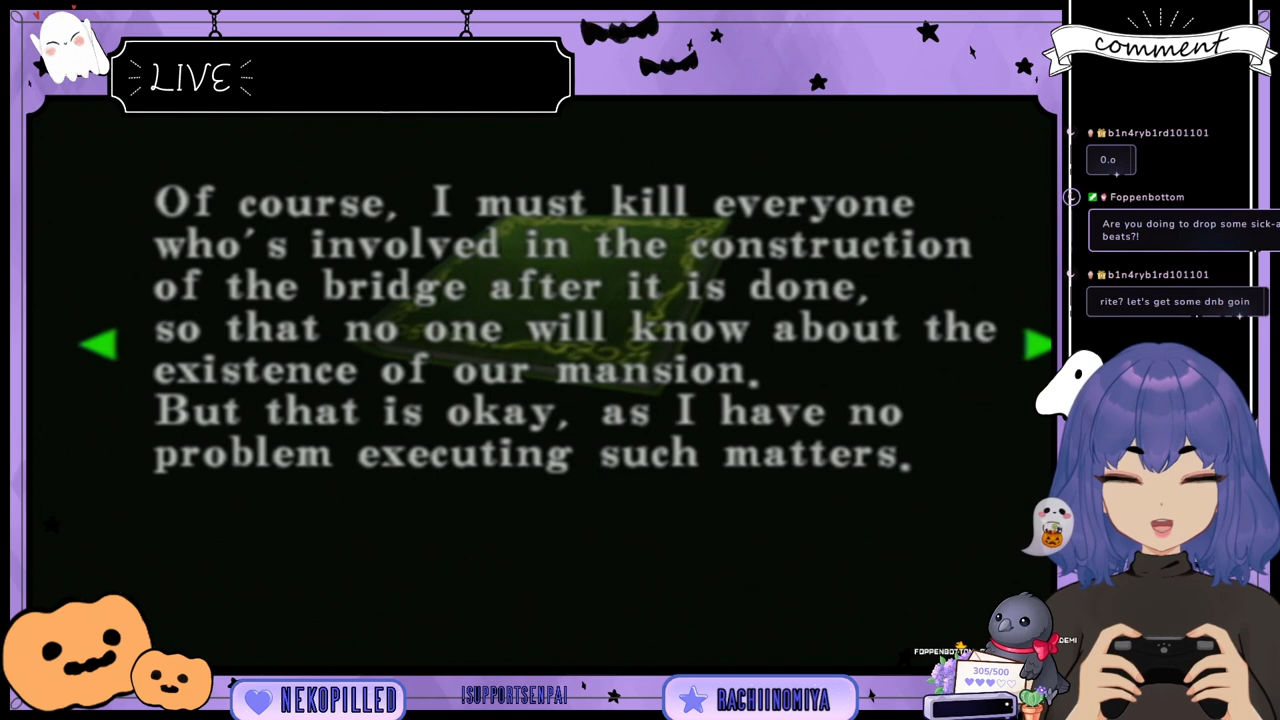 LIVE
comment
Of course, I must kill everyone
who's involved in the construction
of the bridge after it is done,
so that no one will know about the
existence of our mansion.
But that is okay, as I have no
problem executing such matters.
b1n4ryb1rd101101
0.o
Foppenbottom
Are you doing to drop some sick-a
beats?!
b1n4ryb1rd101101
rite? let's get some dnb goin
305/500
NEKOPILLED
!SUPPORTSENPAI
RACHIINOMIYA